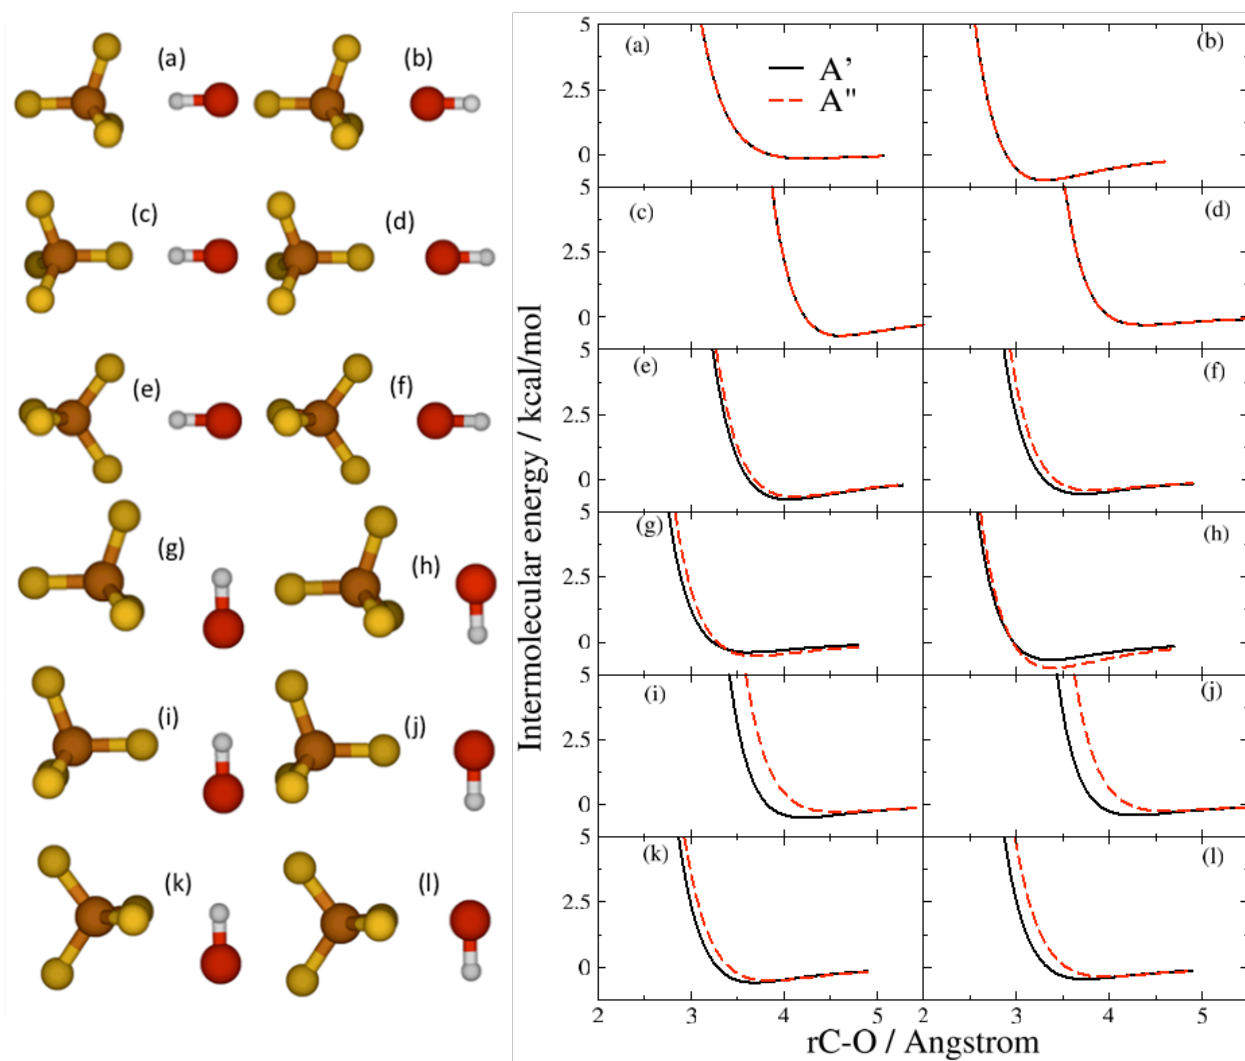 (a)
(b)
(c)
(d)
(e)
(f)
(g)
(h)
(i)
(j)
(k)
(l)
Intermolecular energy / kcal/mol
5
(a)
A’
A"
(b)
2.5
0
5
(c)
(d)
2.5
0
5
(e)
(f)
2.5
0
5
(g)
(h)
2.5
0
5
(i)
(j)
2.5
0
5
(k)
(l)
2.5
0
2 3 4 5 2 3 4 5
rC-O / Angstrom